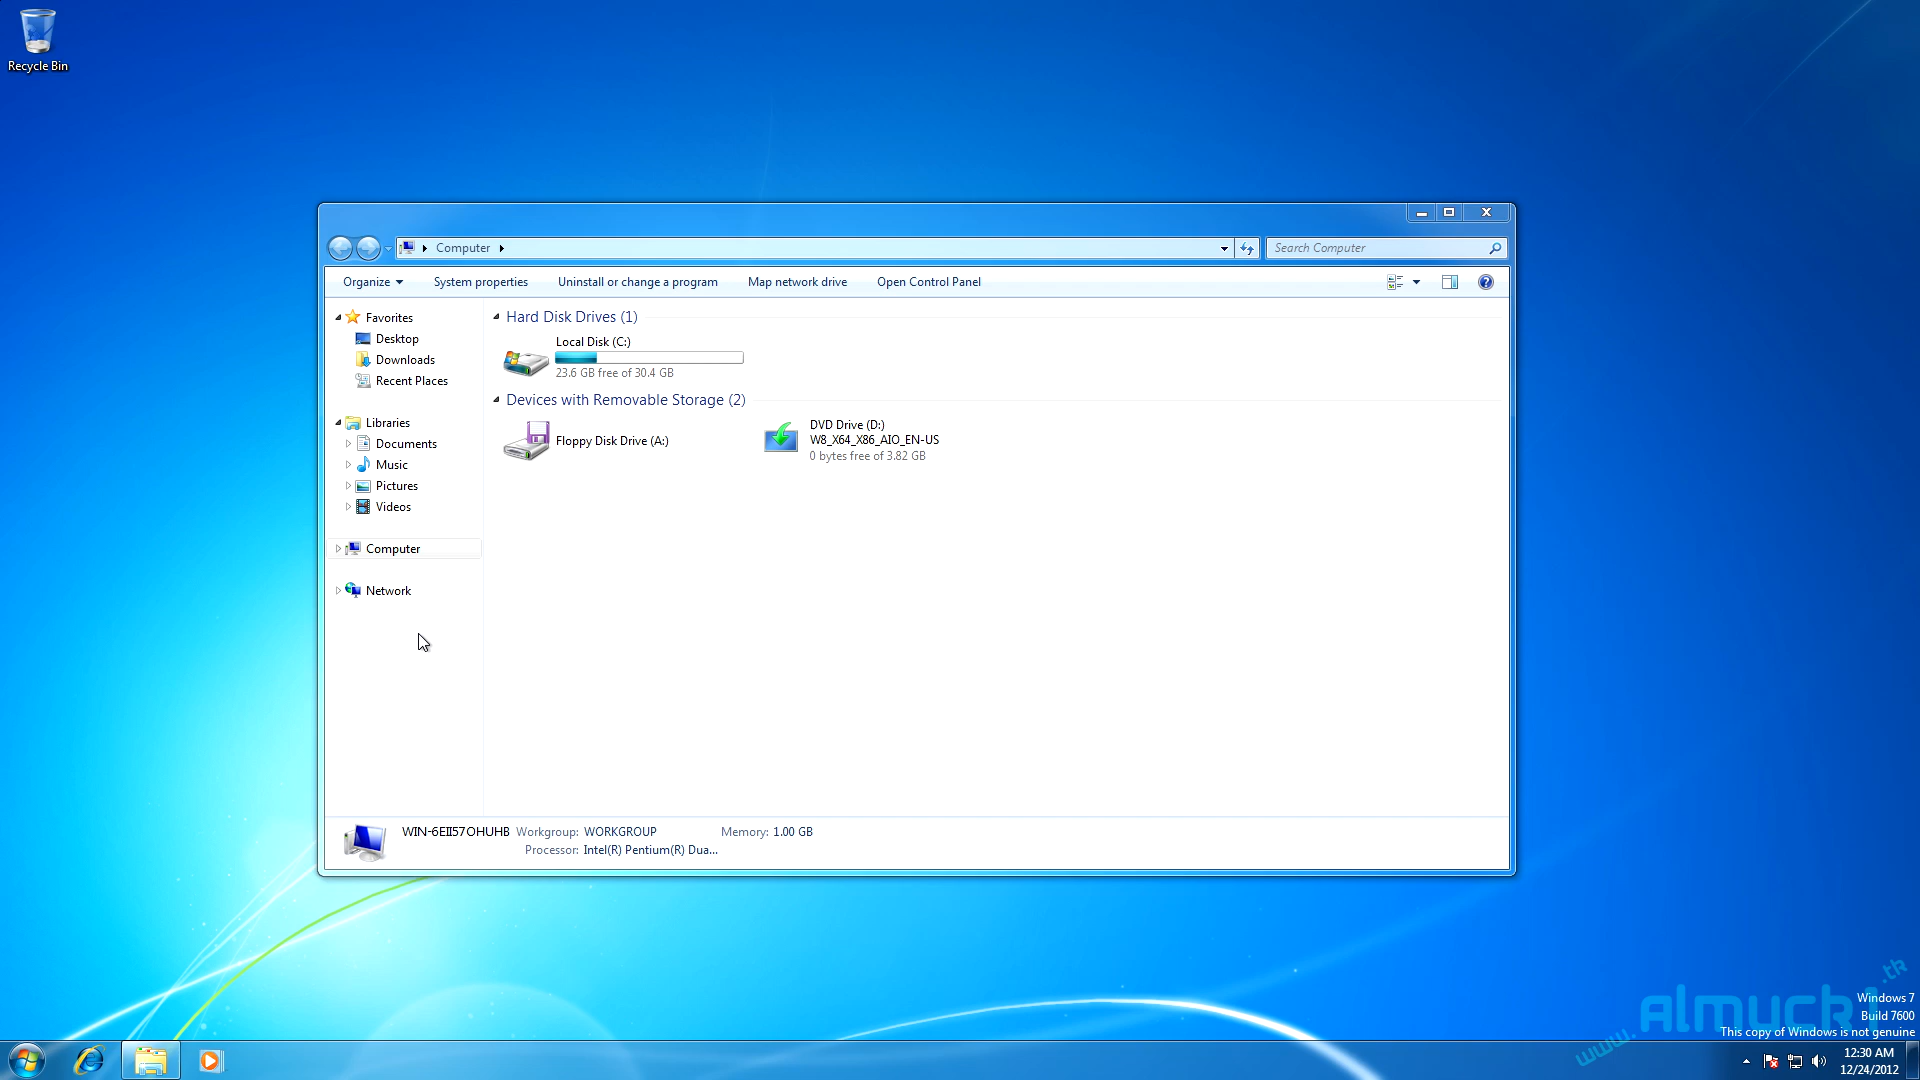 Recycle Bin
Computer
Search Computer
Organize
System properties
Uninstall or change a program
Map network drive
Open Control Panel
Favorites
Desktop
Downloads
Recent Places
Libraries
Documents
Music
Pictures
Videos
Computer
Network
Hard Disk Drives (1)
Local Disk (C:)
23.6 GB free of 30.4 GB
Devices with Removable Storage (2)
Floppy Disk Drive (A:)
DVD Drive (D:)
W8_X64_X86_AIO_EN-US
0 bytes free of 3.82 GB
WIN-6EII57OHUHB Workgroup: WORKGROUP Memory: 1.00 GB
Processor: Intel(R) Pentium(R) Dua...
Windows 7
Build 7600
This copy of Windows is not genuine
12:30 AM
12/24/2012